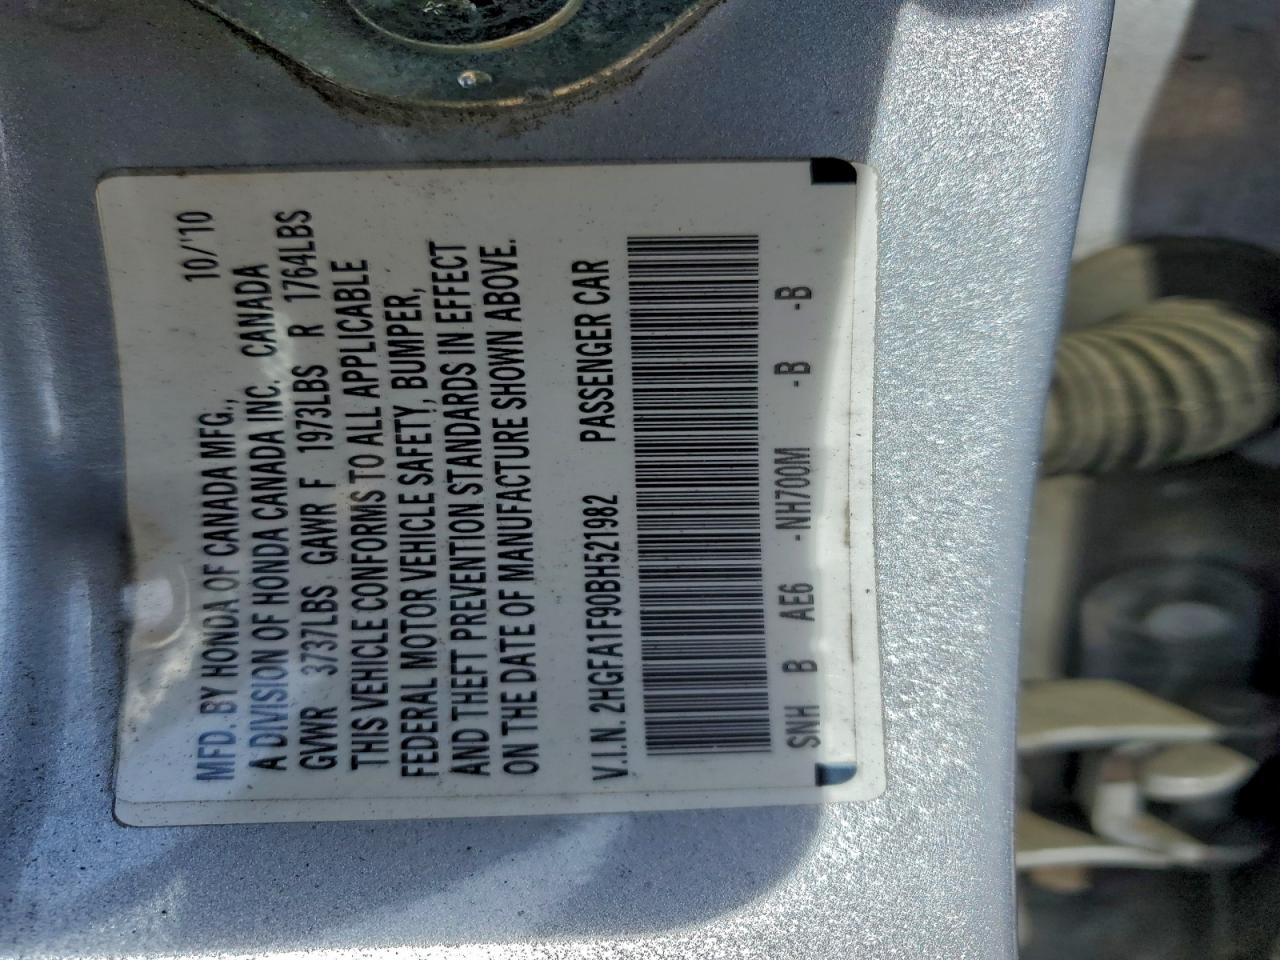 MFD. BY HONDA OF CANADA MFG., 10/'10
A DIVISION OF HONDA CANADA INC. CANADA
GVWR 3737LBS GAWR F 1973LBS R 1764LBS
THIS VEHICLE CONFORMS TO ALL APPLICABLE
FEDERAL MOTOR VEHICLE SAFETY, BUMPER,
AND THEFT PREVENTION STANDARDS IN EFFECT
ON THE DATE OF MANUFACTURE SHOWN ABOVE.
V.I.N. 2HGFA1F90BH521982 PASSENGER CAR
SNH B AE6 -NH700M -B -B